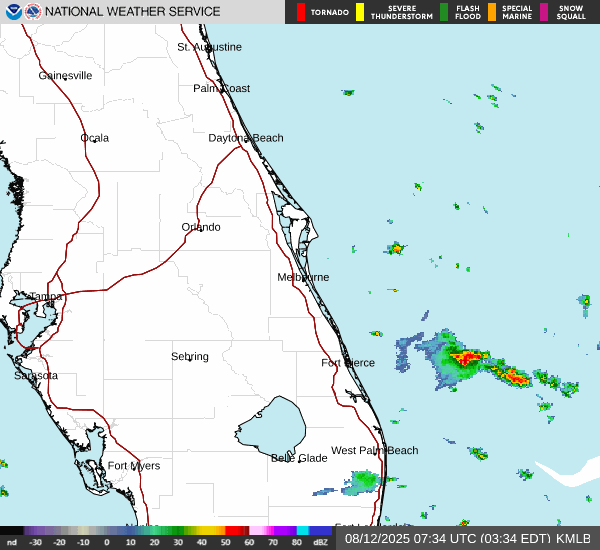 NATIONAL WEATHER SERVICE
TORNADO
SEVERE THUNDERSTORM
FLASH FLOOD
SPECIAL MARINE
SNOW SQUALL
St. Augustine
Gainesville
Palm Coast
Ocala
Daytona Beach
Orlando
Melbourne
Tampa
Sebring
Fort Pierce
Sarasota
West Palm Beach
Belle Glade
Fort Myers
nd -30 -20 -10 0 10 20 30 40 50 60 70 80 dBZ
08/12/2025 07:34 UTC (03:34 EDT) KMLB